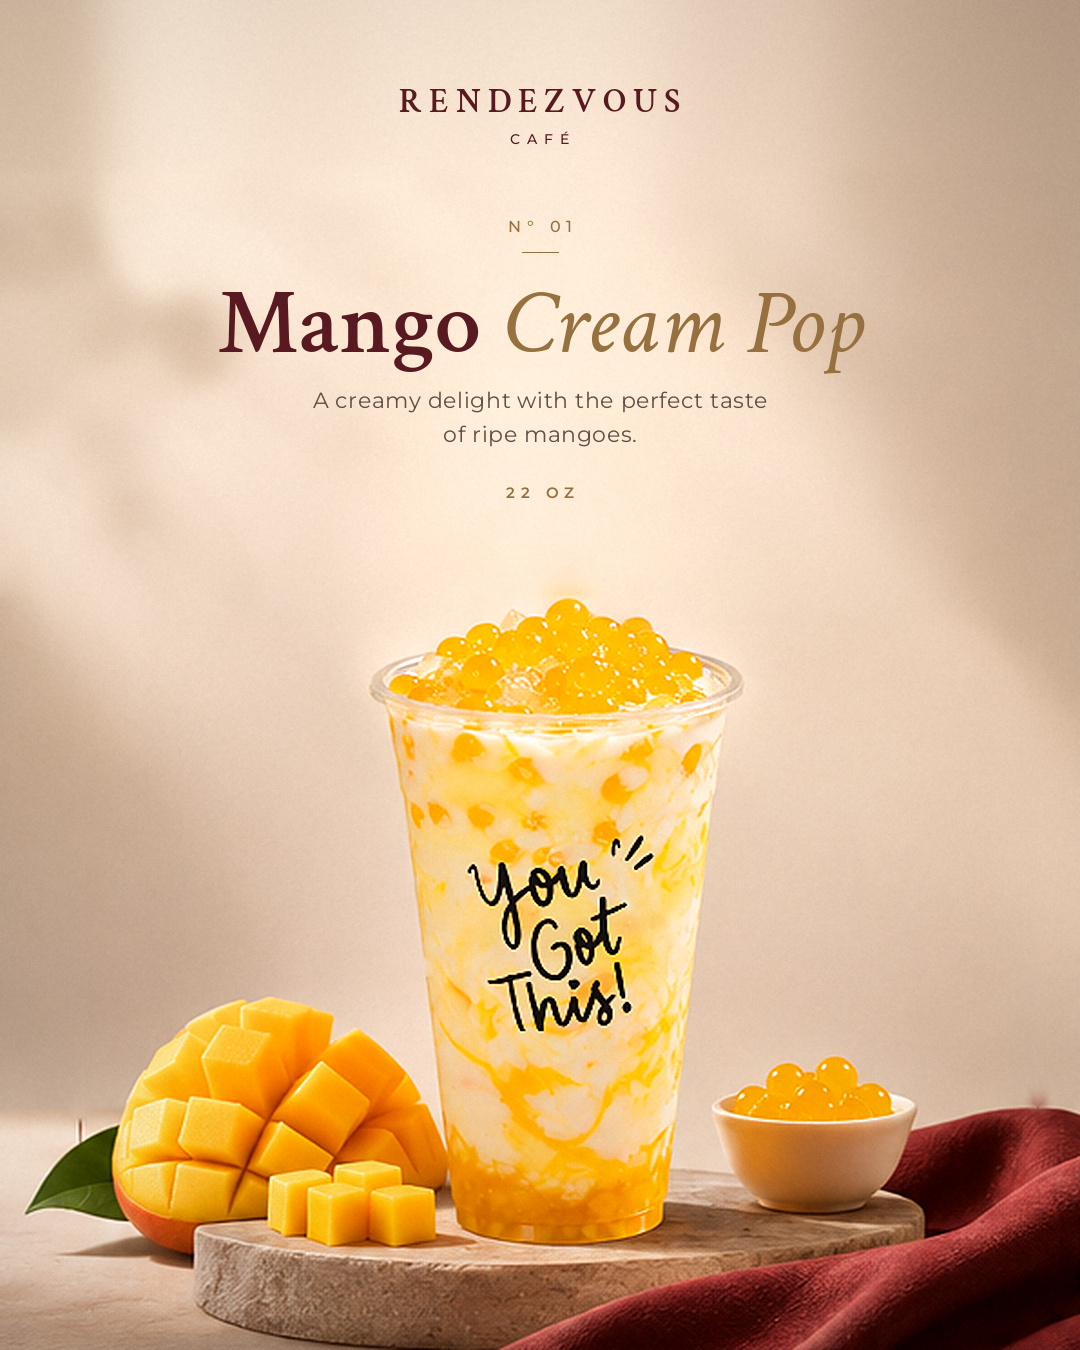 RENDEZVOUS
CAFÉ
N° 01
Mango Cream Pop
A creamy delight with the perfect taste
of ripe mangoes.
22 OZ
You
Got
This!